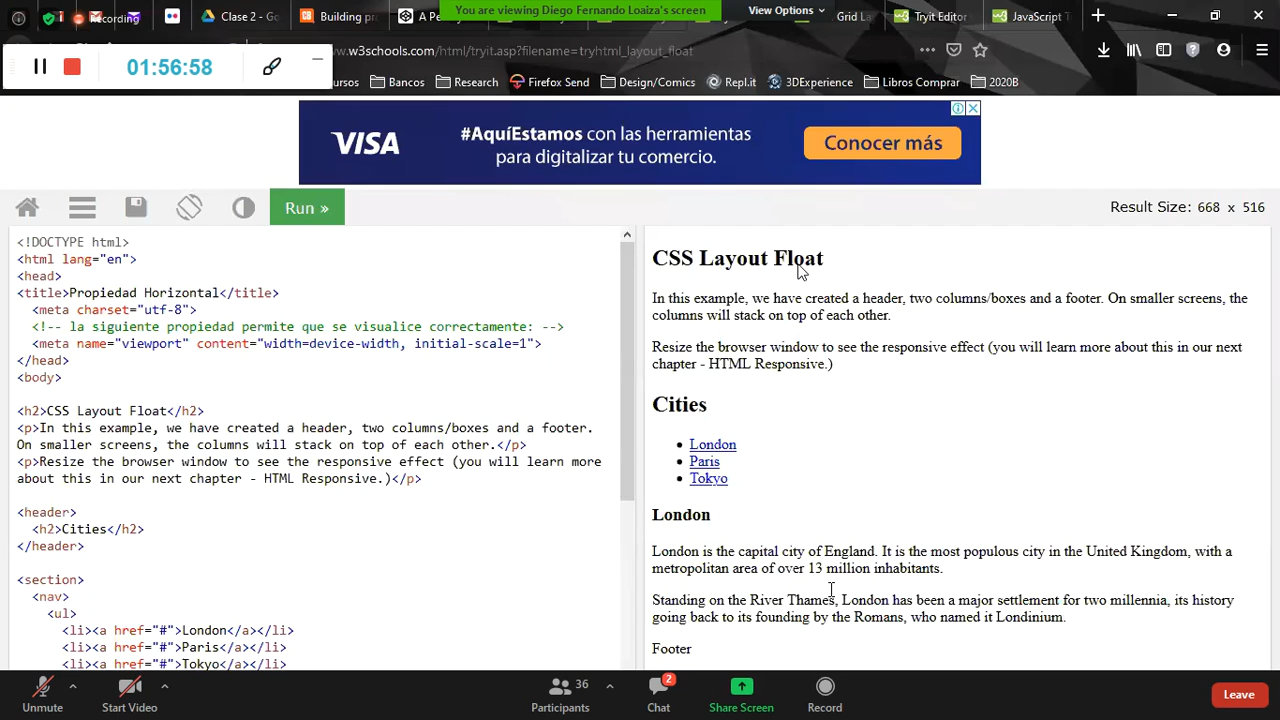 Recording
Clase 2 - Go
Building pro
A Pe
Grid La
Tryit Editor
JavaScript T
You are viewing Diego Fernando Loaiza's screen
View Options
01:56:58
w3schools.com/html/tryit.asp?filename=tryhtml_layout_float
Bancos
Research
Firefox Send
Design/Comics
Repl.it
3DExperience
Libros Comprar
2020B
VISA
#AquíEstamos con las herramientas
para digitalizar tu comercio.
Conocer más
Run »
Result Size: 668 x 516
<!DOCTYPE html>
<html lang="en">
<head>
<title>Propiedad Horizontal</title>
<meta charset="utf-8">
<!-- la siguiente propiedad permite que se visualice correctamente: -->
<meta name="viewport" content="width=device-width, initial-scale=1">
</head>
<body>
<h2>CSS Layout Float</h2>
<p>In this example, we have created a header, two columns/boxes and a footer.
On smaller screens, the columns will stack on top of each other.</p>
<p>Resize the browser window to see the responsive effect (you will learn more
about this in our next chapter - HTML Responsive.)</p>
<header>
<h2>Cities</h2>
</header>
<section>
<nav>
<ul>
<li><a href="#">London</a></li>
<li><a href="#">Paris</a></li>
<li><a href="#">Tokyo</a></li>
CSS Layout Float
In this example, we have created a header, two columns/boxes and a footer. On smaller screens, the
columns will stack on top of each other.
Resize the browser window to see the responsive effect (you will learn more about this in our next
chapter - HTML Responsive.)
Cities
London
Paris
Tokyo
London
London is the capital city of England. It is the most populous city in the United Kingdom, with a
metropolitan area of over 13 million inhabitants.
Standing on the River Thames, London has been a major settlement for two millennia, its history
going back to its founding by the Romans, who named it Londinium.
Footer
Unmute
Start Video
36
Participants
2
Chat
Share Screen
Record
Leave